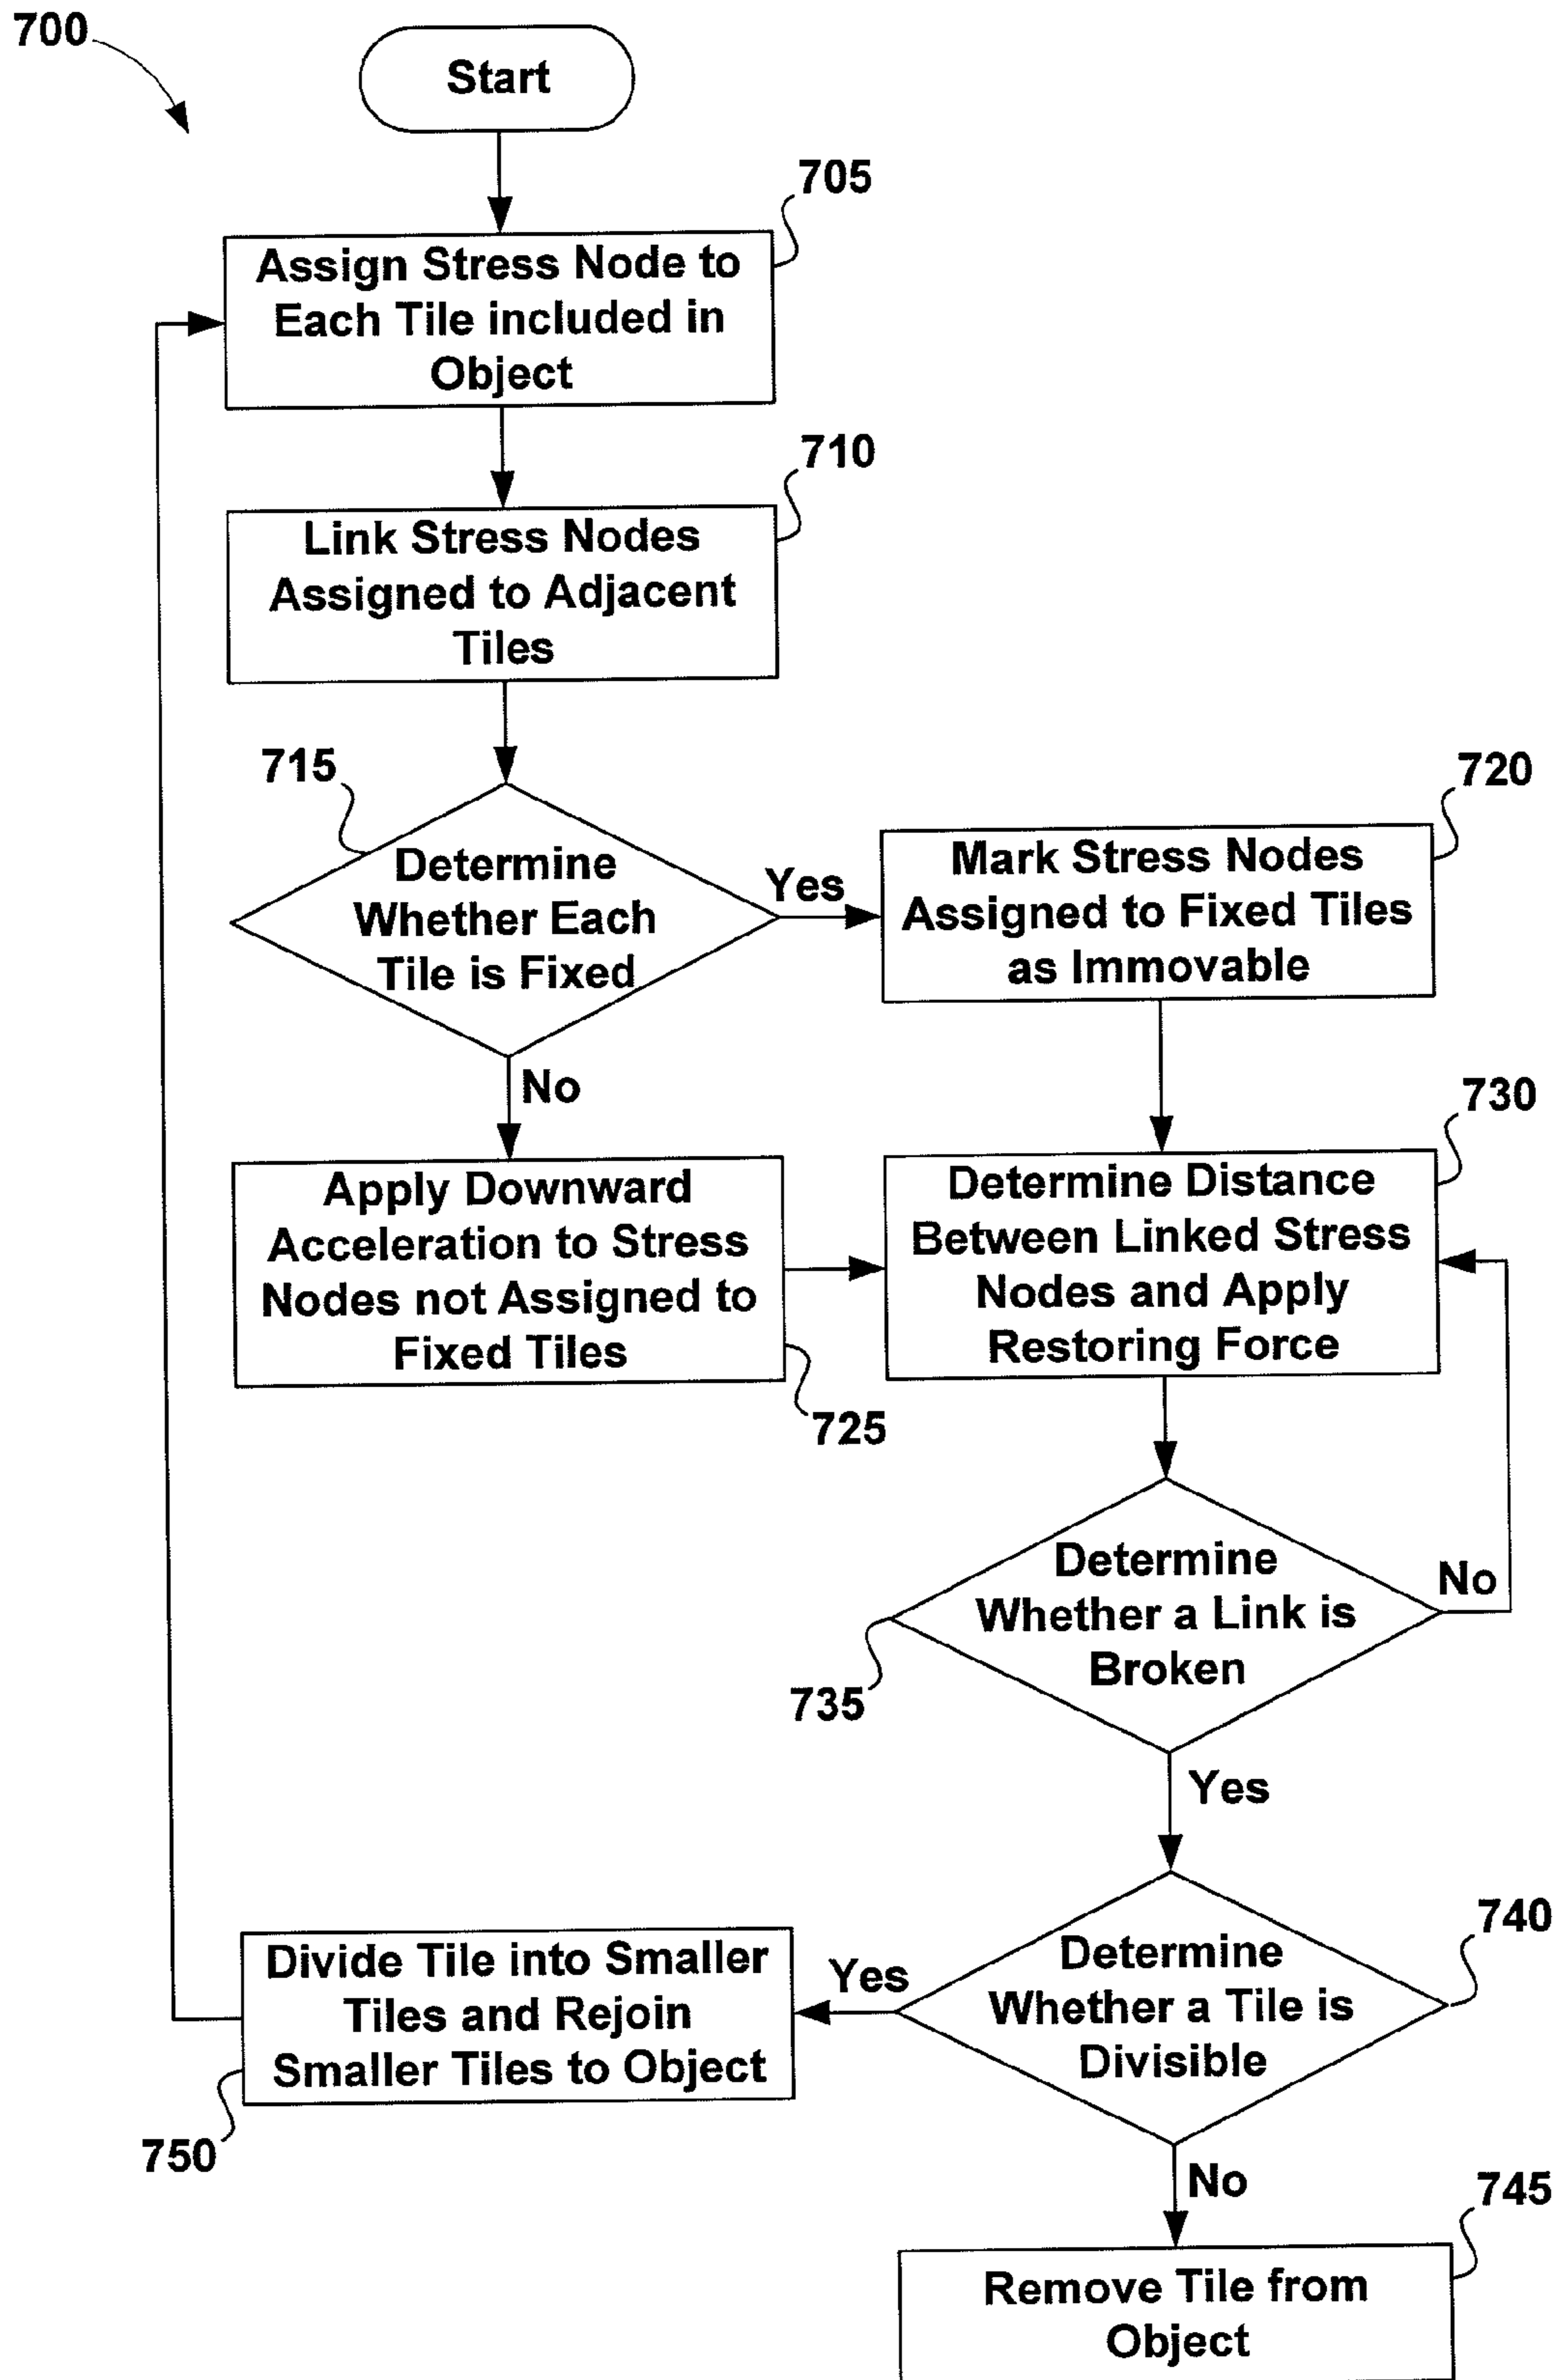 700
Start
705
Assign Stress Node to
Each Tile included in
Object
710
Link Stress Nodes
Assigned to Adjacent
Tiles
715
Determine
Whether Each
Tile is Fixed
Yes
720
Mark Stress Nodes
Assigned to Fixed Tiles
as Immovable
No
Apply Downward
Acceleration to Stress
Nodes not Assigned to
Fixed Tiles
725
730
Determine Distance
Between Linked Stress
Nodes and Apply
Restoring Force
Determine
Whether a Link is
Broken
No
735
Yes
740
Determine
Whether a Tile is
Divisible
Yes
Divide Tile into Smaller
Tiles and Rejoin
Smaller Tiles to Object
750
No
745
Remove Tile from
Object